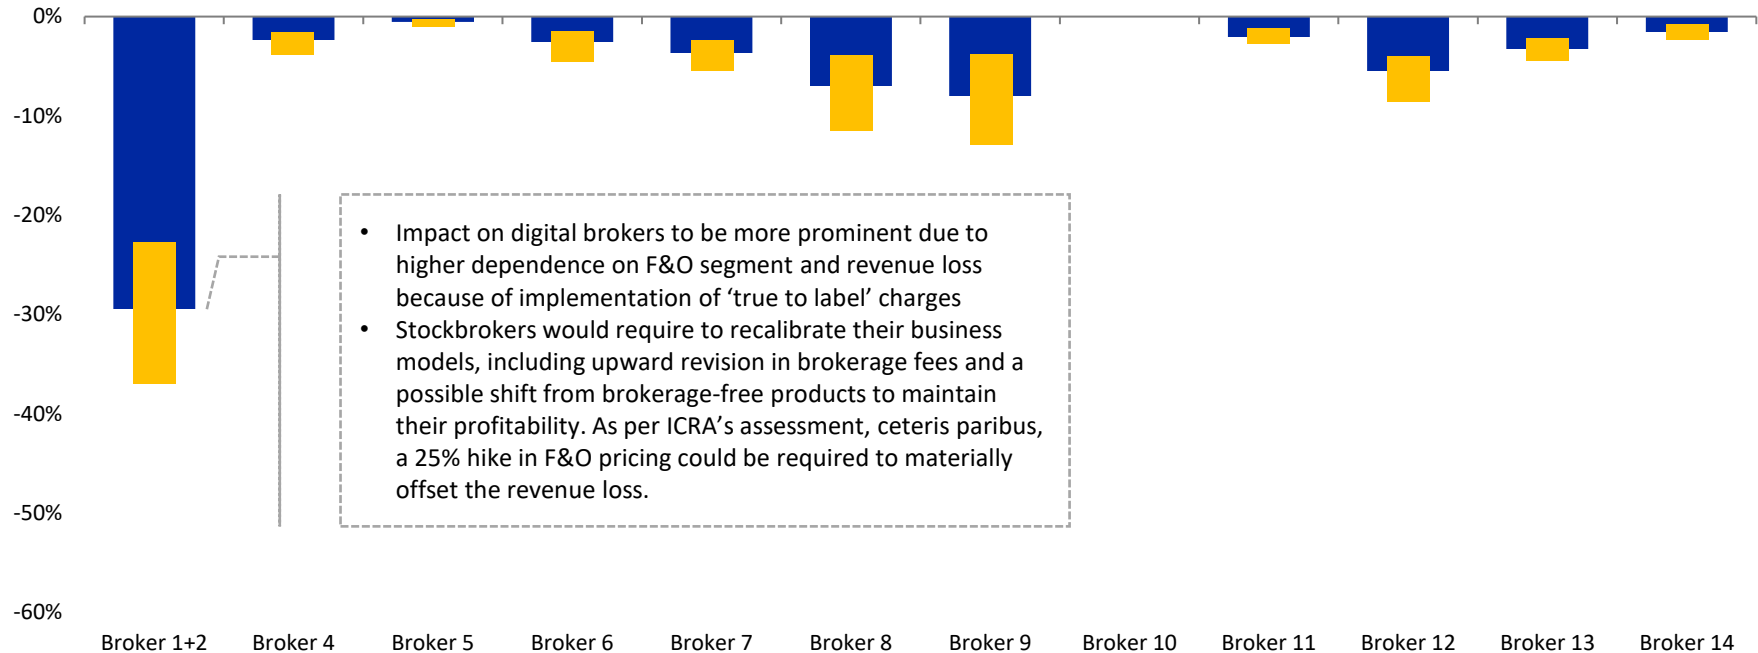 0%
-10%
-20%
-30%
-40%
-50%
-60%
• Impact on digital brokers to be more prominent due to
higher dependence on F&O segment and revenue loss
because of implementation of ‘true to label’ charges
• Stockbrokers would require to recalibrate their business
models, including upward revision in brokerage fees and a
possible shift from brokerage-free products to maintain
their profitability. As per ICRA’s assessment, ceteris paribus,
a 25% hike in F&O pricing could be required to materially
offset the revenue loss.
Broker 1+2 Broker 4 Broker 5 Broker 6 Broker 7 Broker 8 Broker 9 Broker 10 Broker 11 Broker 12 Broker 13 Broker 14